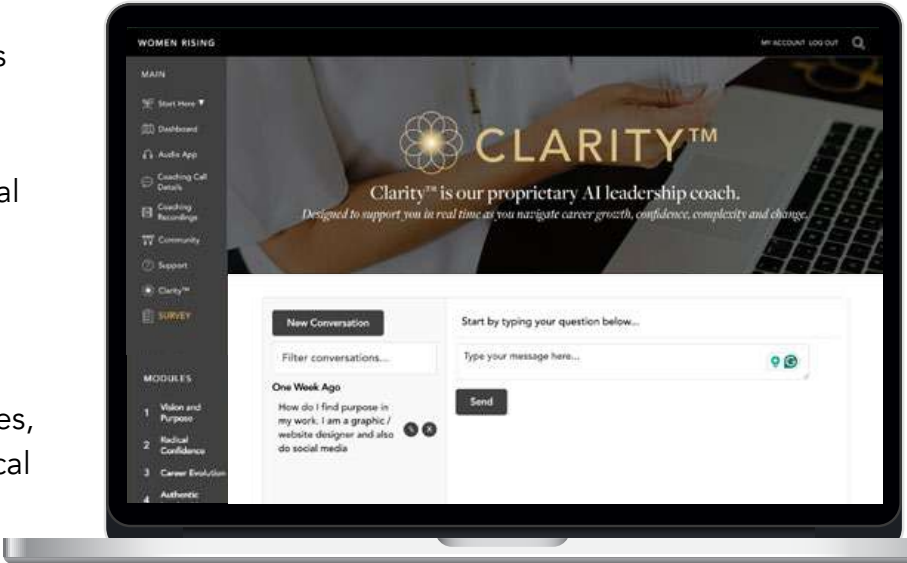 s
al
es,
cal
WOMEN RISING
MY ACCOUNT LOG OUT
MAIN
Start Here ▼
Dashboard
Audio App
Coaching Call
Details
Coaching
Recordings
Community
Support
Clarity™
SURVEY
MODULES
1 Vision and
Purpose
2 Radical
Confidence
3 Career Evolution
4 Authentic
CLARITY™
Clarity™ is our proprietary AI leadership coach.
Designed to support you in real time as you navigate career growth, confidence, complexity and change.
New Conversation
Filter conversations...
One Week Ago
How do I find purpose in
my work. I am a graphic /
website designer and also
do social media
Start by typing your question below...
Type your message here...
Send